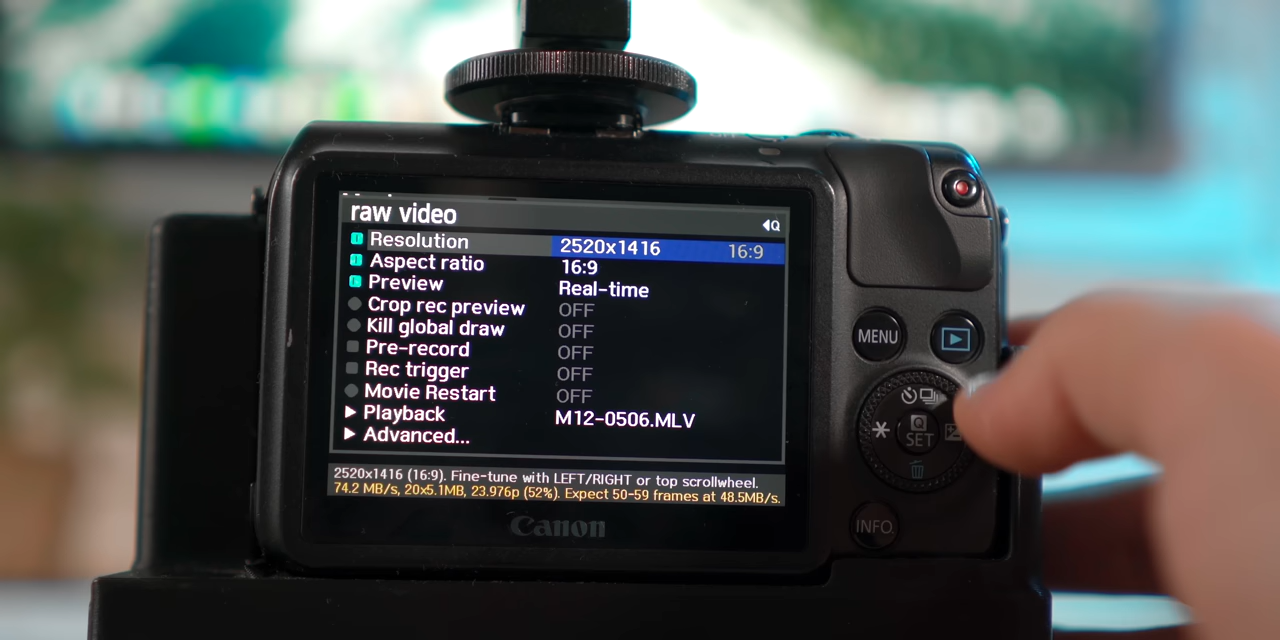 raw video
Q
Resolution 2520x1416 16:9
Aspect ratio 16:9
Preview Real-time
Crop rec preview OFF
Kill global draw OFF
Pre-record OFF
Rec trigger OFF
Movie Restart OFF
Playback M12-0506.MLV
Advanced...
2520x1416 (16:9). Fine-tune with LEFT/RIGHT or top scrollwheel.
74.2 MB/s, 20x5.1MB, 23.976p (52%). Expect 50-59 frames at 48.5MB/s.
Canon
MENU
Q
SET
INFO.